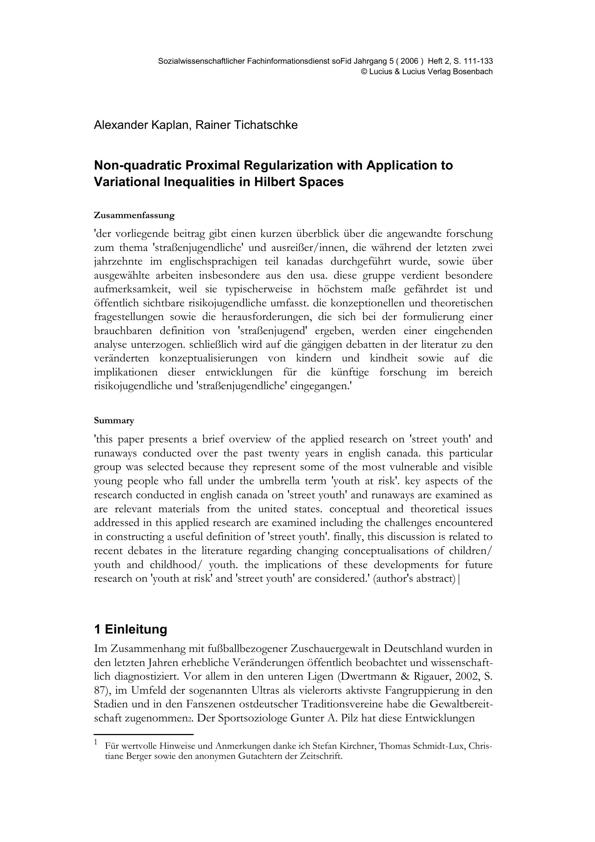 Sozialwissenschaftlicher Fachinformationsdienst soFid Jahrgang 5 ( 2006 ) Heft 2, S. 111-133
© Lucius & Lucius Verlag Bosenbach
Alexander Kaplan, Rainer Tichatschke
Non-quadratic Proximal Regularization with Application to
Variational Inequalities in Hilbert Spaces
Zusammenfassung
'der vorliegende beitrag gibt einen kurzen überblick über die angewandte forschung
zum thema 'straßenjugendliche' und ausreißer/innen, die während der letzten zwei
jahrzehnte im englischsprachigen teil kanadas durchgeführt wurde, sowie über
ausgewählte arbeiten insbesondere aus den usa. diese gruppe verdient besondere
aufmerksamkeit, weil sie typischerweise in höchstem maße gefährdet ist und
öffentlich sichtbare risikojugendliche umfasst. die konzeptionellen und theoretischen
fragestellungen sowie die herausforderungen, die sich bei der formulierung einer
brauchbaren definition von 'straßenjugend' ergeben, werden einer eingehenden
analyse unterzogen. schließlich wird auf die gängigen debatten in der literatur zu den
veränderten konzeptualisierungen von kindern und kindheit sowie auf die
implikationen dieser entwicklungen für die künftige forschung im bereich
risikojugendliche und 'straßenjugendliche' eingegangen.'
Summary
'this paper presents a brief overview of the applied research on 'street youth' and
runaways conducted over the past twenty years in english canada. this particular
group was selected because they represent some of the most vulnerable and visible
young people who fall under the umbrella term 'youth at risk'. key aspects of the
research conducted in english canada on 'street youth' and runaways are examined as
are relevant materials from the united states. conceptual and theoretical issues
addressed in this applied research are examined including the challenges encountered
in constructing a useful definition of 'street youth'. finally, this discussion is related to
recent debates in the literature regarding changing conceptualisations of children/
youth and childhood/ youth. the implications of these developments for future
research on 'youth at risk' and 'street youth' are considered.' (author's abstract)|
1 Einleitung
Im Zusammenhang mit fußballbezogener Zuschauergewalt in Deutschland wurden in
den letzten Jahren erhebliche Veränderungen öffentlich beobachtet und wissenschaft-
lich diagnostiziert. Vor allem in den unteren Ligen (Dwertmann & Rigauer, 2002, S.
87), im Umfeld der sogenannten Ultras als vielerorts aktivste Fangruppierung in den
Stadien und in den Fanszenen ostdeutscher Traditionsvereine habe die Gewaltbereit-
schaft zugenommen2. Der Sportsoziologe Gunter A. Pilz hat diese Entwicklungen
1 Für wertvolle Hinweise und Anmerkungen danke ich Stefan Kirchner, Thomas Schmidt-Lux, Chris-
tiane Berger sowie den anonymen Gutachtern der Zeitschrift.